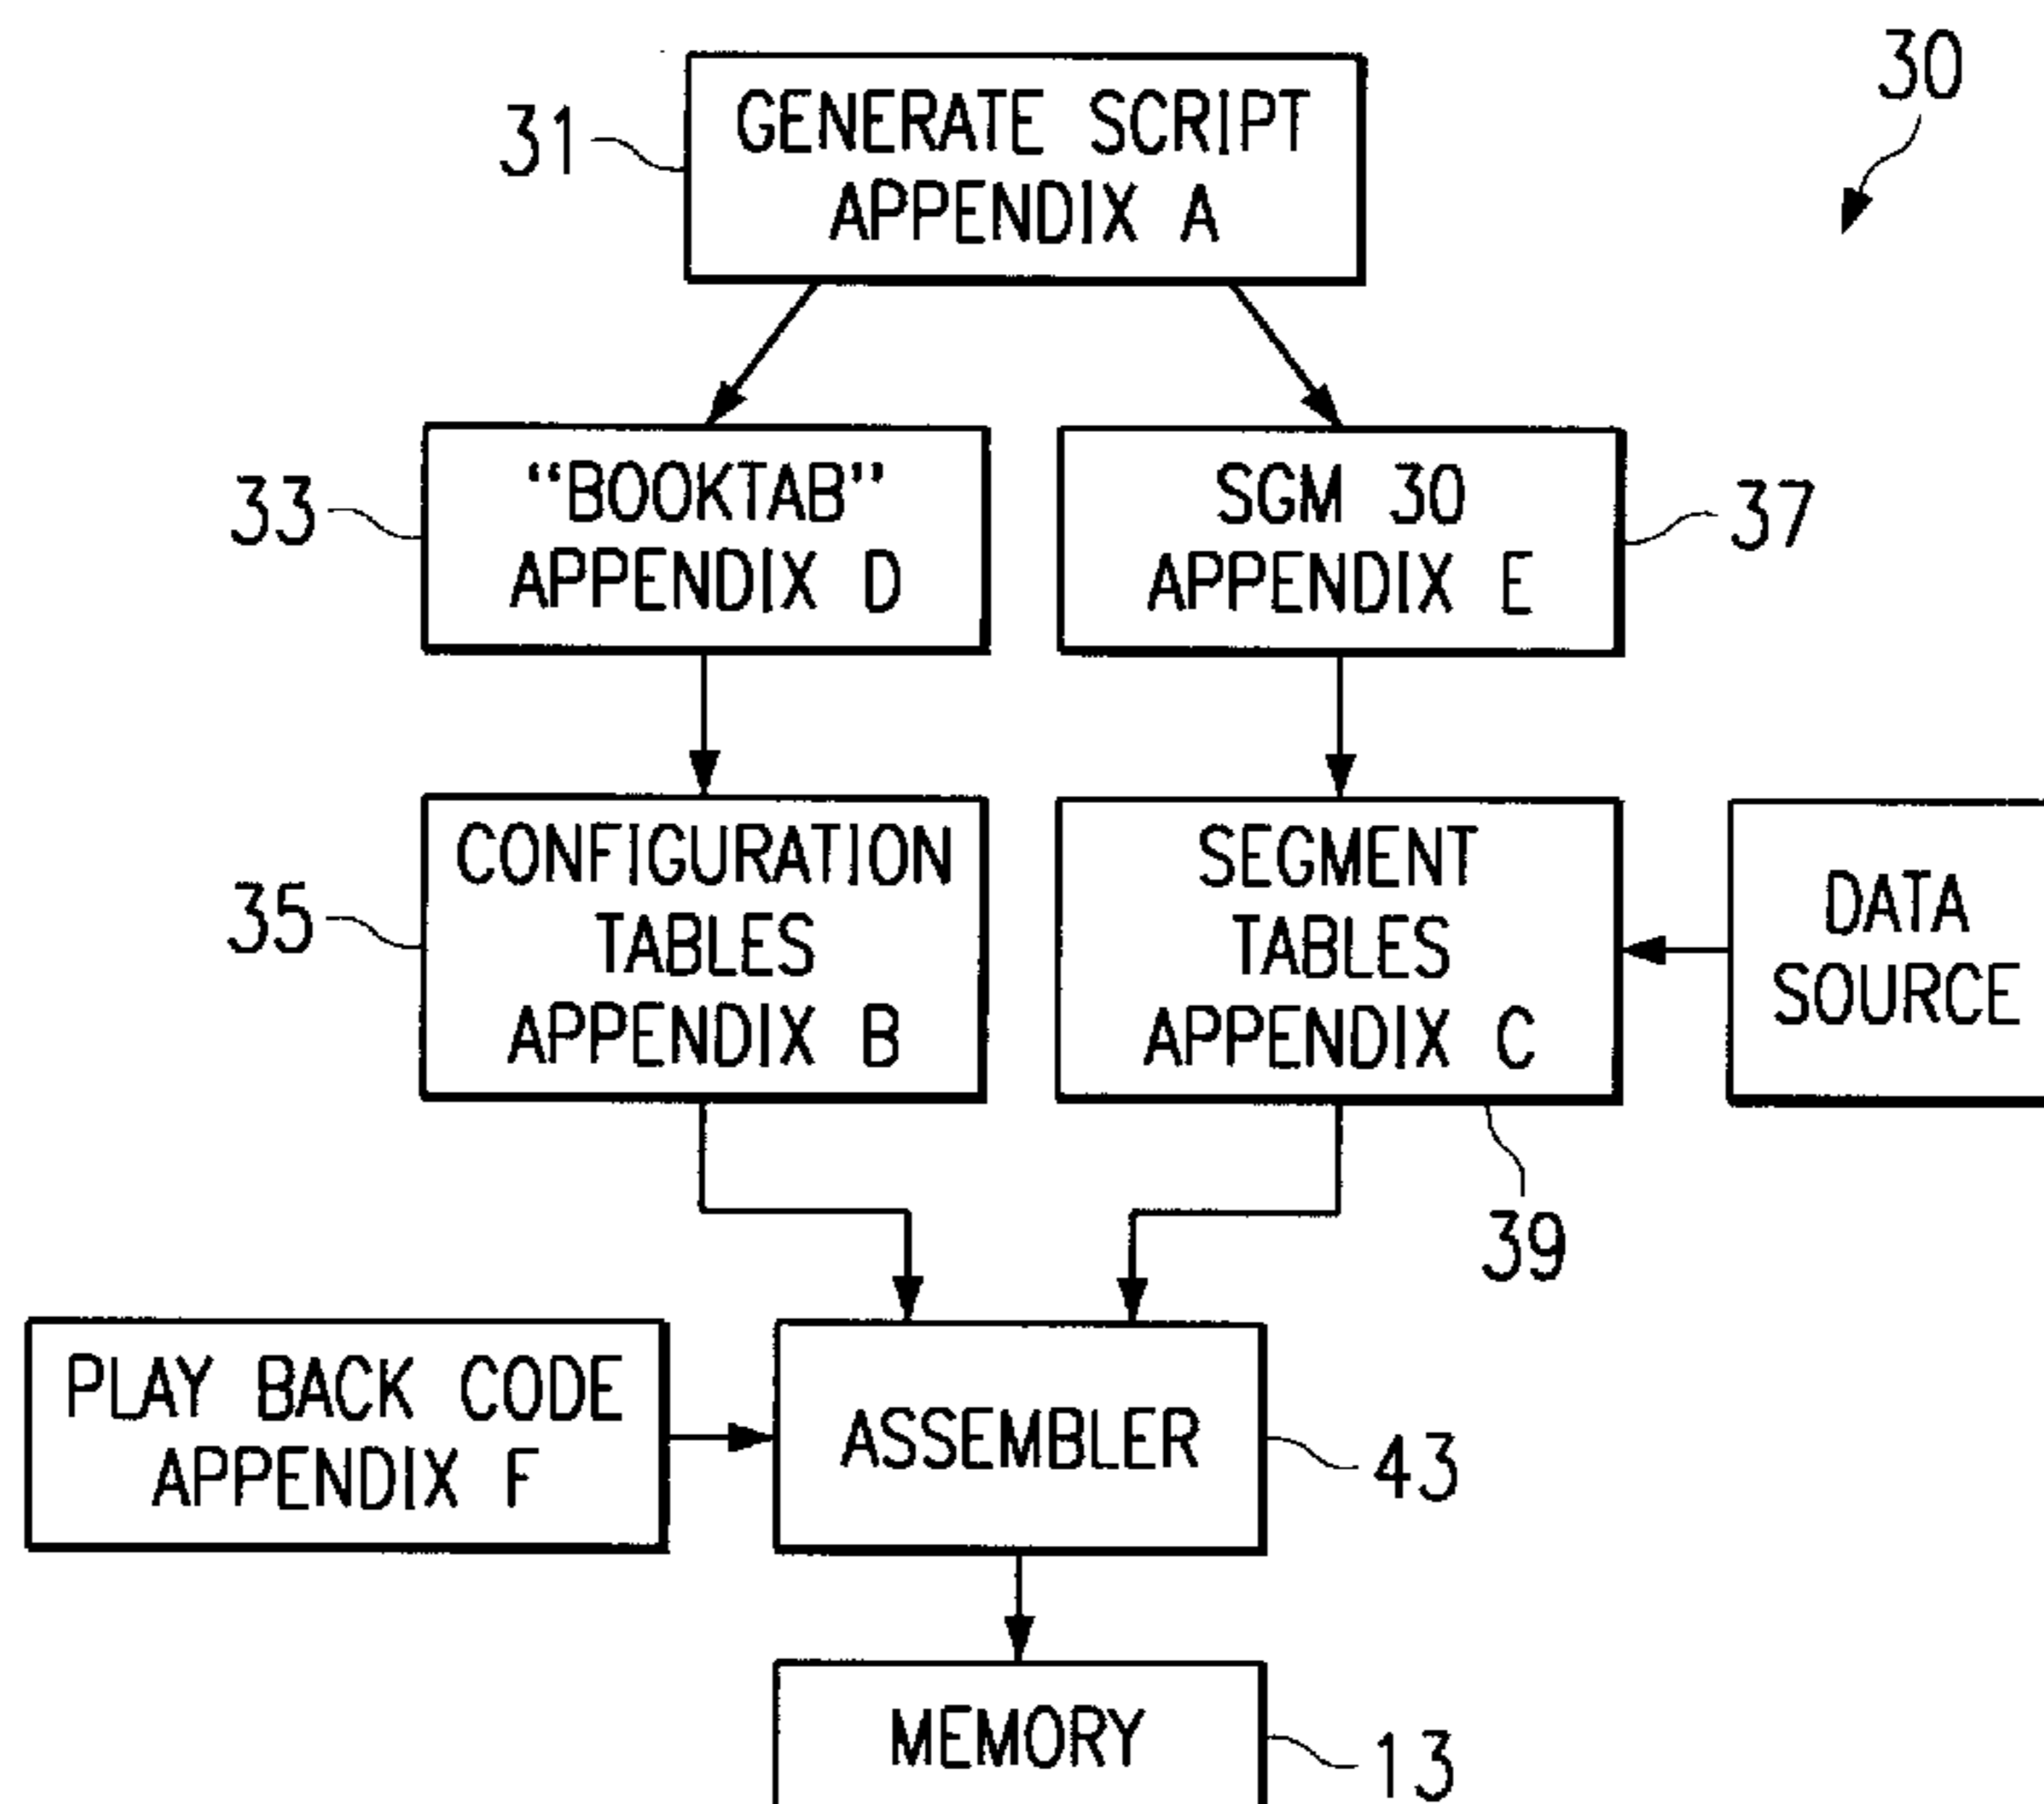 30
31
GENERATE SCRIPT
APPENDIX A
33
“BOOKTAB”
APPENDIX D
SGM 30
APPENDIX E
37
35
CONFIGURATION
TABLES
APPENDIX B
SEGMENT
TABLES
APPENDIX C
DATA
SOURCE
39
PLAY BACK CODE
APPENDIX F
ASSEMBLER
43
MEMORY
13